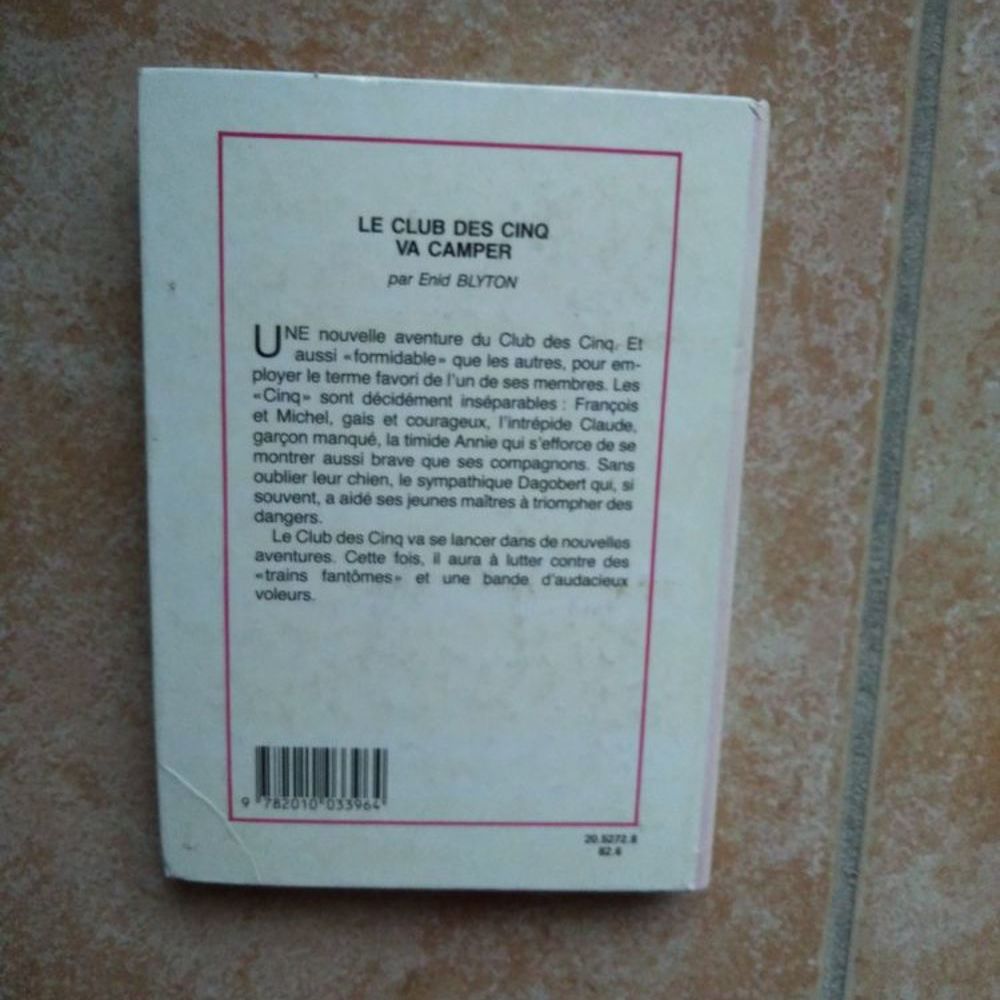 LE CLUB DES CINQ
VA CAMPER
par Enid BLYTON
UNE nouvelle aventure du Club des Cinq. Et
aussi «formidable» que les autres, pour em-
ployer le terme favori de l'un de ses membres. Les
«Cinq» sont décidément inséparables : François
et Michel, gais et courageux, l'intrépide Claude,
garçon manqué, la timide Annie qui s'efforce de se
montrer aussi brave que ses compagnons. Sans
oublier leur chien, le sympathique Dagobert qui, si
souvent, a aidé ses jeunes maîtres à triompher des
dangers.
Le Club des Cinq va se lancer dans de nouvelles
aventures. Cette fois, il aura à lutter contre des
«trains fantômes» et une bande d'audacieux
voleurs.
9 782010 033964
20.5272.8
82.6